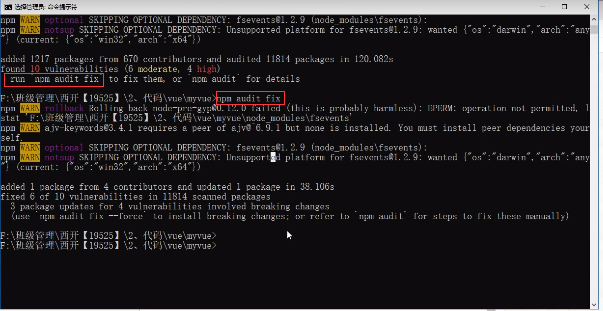 选择管理员: 命令提示符
npm WARN optional SKIPPING OPTIONAL DEPENDENCY: fsevents@1.2.9 (node_modules\fsevents):
npm WARN notsup SKIPPING OPTIONAL DEPENDENCY: Unsupported platform for fsevents@1.2.9: wanted {"os":"darwin","arch":"any
"} (current: {"os":"win32","arch":"x64"})
added 1217 packages from 670 contributors and audited 11814 packages in 120.082s
found 10 vulnerabilities (6 moderate, 4 high)
run `npm audit fix` to fix them, or `npm audit` for details
F:\班级管理\西开【19525】\2、代码\vue\myvue>npm audit fix
npm WARN rollback Rolling back node-pre-gyp@0.12.0 failed (this is probably harmless): EPERM: operation not permitted, l
stat 'F:\班级管理\西开【19525】\2、代码\vue\myvue\node_modules\fsevents'
npm WARN ajv-keywords@3.4.1 requires a peer of ajv@^6.9.1 but none is installed. You must install peer dependencies your
self.
npm WARN optional SKIPPING OPTIONAL DEPENDENCY: fsevents@1.2.9 (node_modules\fsevents):
npm WARN notsup SKIPPING OPTIONAL DEPENDENCY: Unsupported platform for fsevents@1.2.9: wanted {"os":"darwin","arch":"any
"} (current: {"os":"win32","arch":"x64"})
added 1 package from 4 contributors and updated 1 package in 38.106s
fixed 6 of 10 vulnerabilities in 11814 scanned packages
3 package updates for 4 vulnerabilities involved breaking changes
(use `npm audit fix --force` to install breaking changes; or refer to `npm audit` for steps to fix these manually)
F:\班级管理\西开【19525】\2、代码\vue\myvue>
F:\班级管理\西开【19525】\2、代码\vue\myvue>